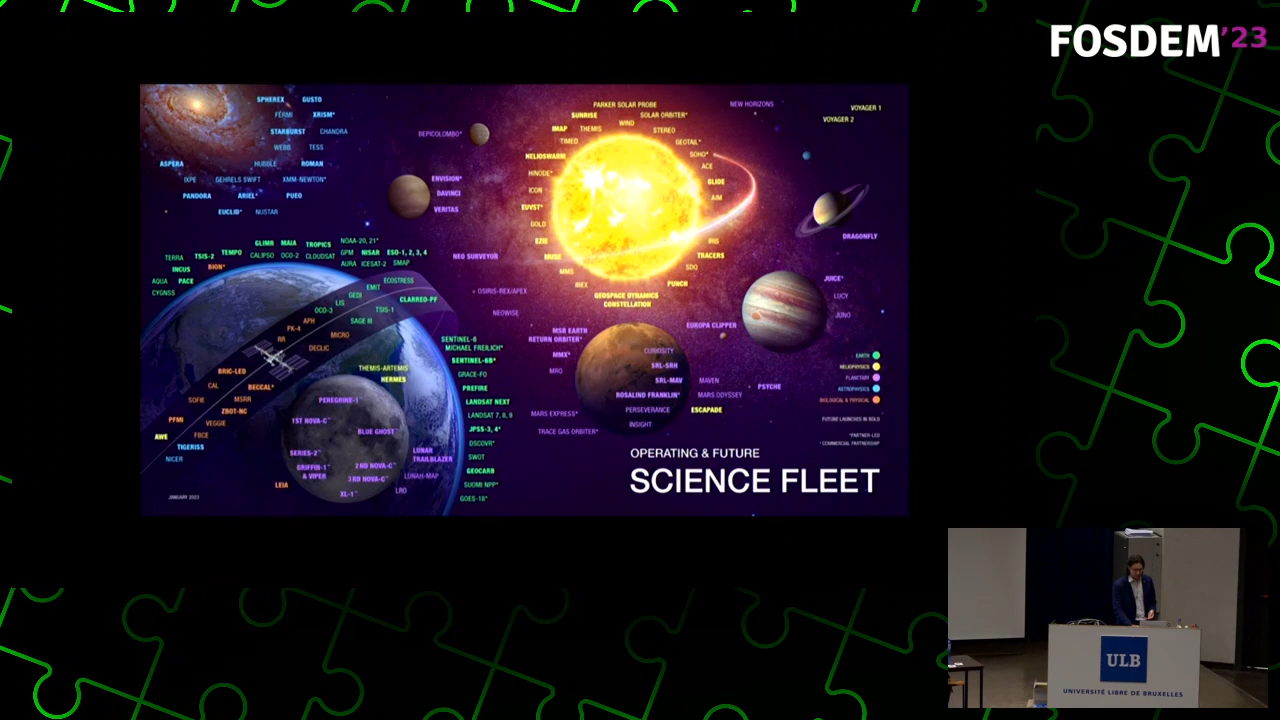 FOSDEM'23
SPHEREX GUSTO
FERMI XRISM*
STARBURST CHANDRA
WEBB TESS
ASPERA HUBBLE ROMAN
IXPE GEHRELS SWIFT XMM-NEWTON*
PANDORA ARIEL* PUEO
EUCLID* NUSTAR
BEPICOLOMBO*
ENVISION*
DAVINCI
VERITAS
PARKER SOLAR PROBE
SUNRISE SOLAR ORBITER*
WIND
IMAP THEMIS STEREO
TIMED GEOTAIL*
HELIOSWARM SOHO*
ACE
HINODE*
GLIDE
ICON AIM
EUVST*
GOLD
EZIE IRIS
MUSE TRACERS
MMS SDO
IBEX PUNCH
GEOSPACE DYNAMICS
CONSTELLATION
NEW HORIZONS
VOYAGER 1
VOYAGER 2
DRAGONFLY
NEO SURVEYOR
OSIRIS-REX/APEX
NEOWISE
JUICE*
LUCY
JUNO
EUROPA CLIPPER
NOAA-20, 21*
GLIMR MAIA TROPICS
TERRA TSIS-2 TEMPO CALIPSO OCO-2 CLOUDSAT GPM NISAR ESO-1, 2, 3, 4
AURA ICESAT-2 SMAP
INCUS BION*
AQUA PACE
CYGNSS
ECOSTRESS
EMIT
GEDI CLARREO-PF
LIS
OCO-3 TSIS-1
APH SAGE III
PK-4
RR MICRO
DECLIC
BRIC-LED
CAL BECCAL*
SOFIE MSRR
ZBOT-NC
PFMI VEGGIE
AWE FBCE
TIGERISS
NICER
THEMIS-ARTEMIS
HERMES
PEREGRINE-1
1ST NOVA-C
BLUE GHOST
SERIES-2
GRIFFIN-1
& VIPER
2ND NOVA-C
3RD NOVA-C
XL-1
LEIA
LUNAR
TRAILBLAZER
LUNAH-MAP
LRO
SENTINEL-6
MICHAEL FREILICH*
SENTINEL-6B*
GRACE-FO
PREFIRE
LANDSAT NEXT
LANDSAT 7, 8, 9
JPSS-3, 4*
DSCOVR*
SWOT
GEOCARB
SUOMI NPP*
GOES-18*
MSR EARTH
RETURN ORBITER*
MMX*
MRO
CURIOSITY
SRL-SRH
SRL-MAV
ROSALIND FRANKLIN*
PERSEVERANCE
INSIGHT
MARS EXPRESS*
TRACE GAS ORBITER*
MAVEN
MARS ODYSSEY
ESCAPADE
PSYCHE
EARTH
HELIOPHYSICS
PLANETARY
ASTROPHYSICS
BIOLOGICAL & PHYSICAL
FUTURE LAUNCHES IN BOLD
*PARTNER-LED
COMMERCIAL PARTNERSHIP
OPERATING & FUTURE
SCIENCE FLEET
JANUARY 2023
ULB
UNIVERSITÉ LIBRE DE BRUXELLES